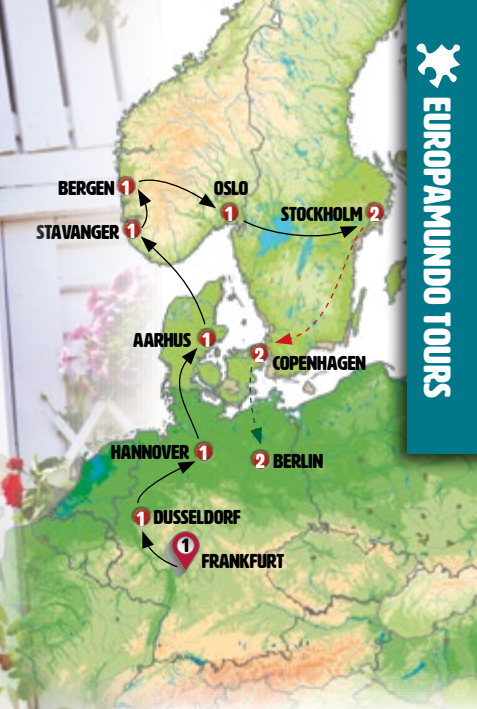 EUROPAMUNDO TOURS
BERGEN 1
OSLO
1
STOCKHOLM 2
STAVANGER 1
AARHUS 1
2
COPENHAGEN
HANNOVER 1
2 BERLIN
1 DUSSELDORF
1
FRANKFURT